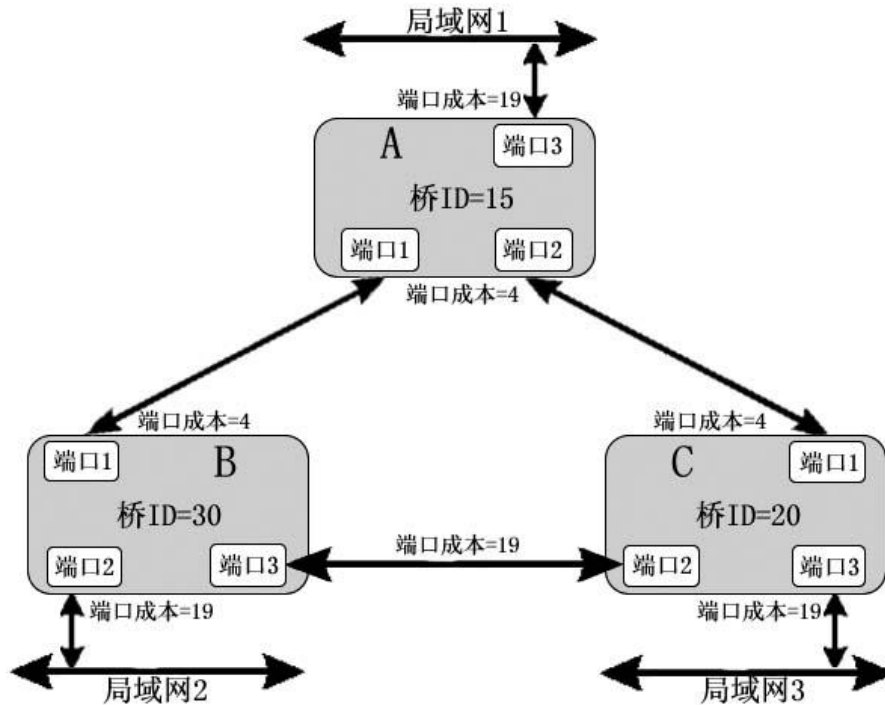 局域网1
端口成本=19
A
端口3
桥ID=15
端口1
端口2
端口成本=4
端口成本=4
端口成本=4
端口1
B
C
端口1
桥ID=30
桥ID=20
端口成本=19
端口2
端口3
端口2
端口3
端口成本=19
端口成本=19
局域网2
局域网3